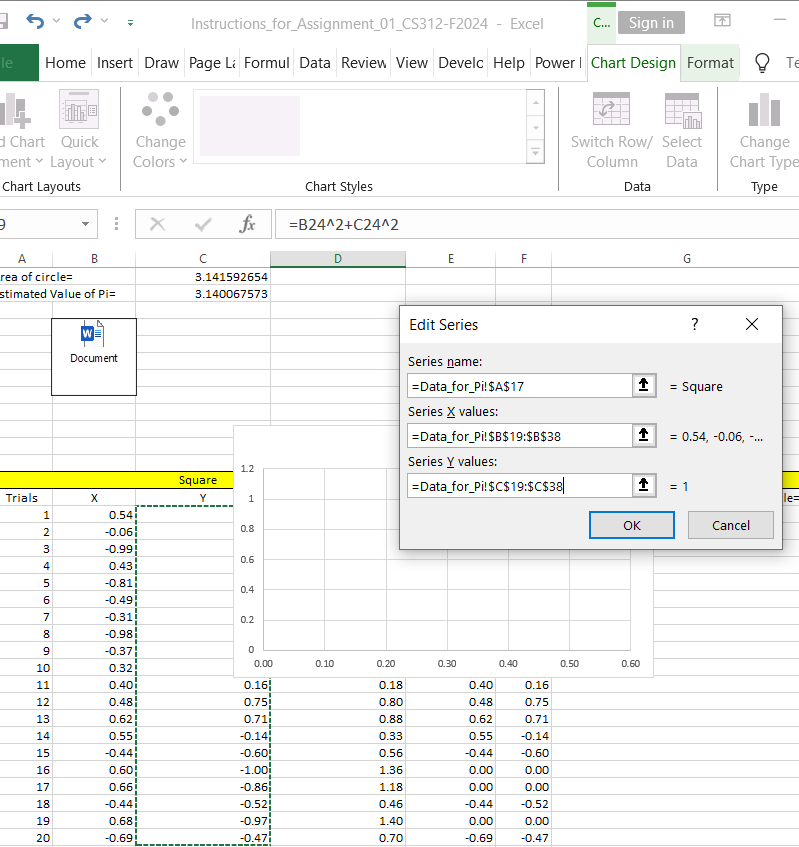 Instructions_for_Assignment_01_CS312-F2024 - Excel
C...
Sign in
le
Home
Insert
Draw
Page La
Formul
Data
Review
View
Develc
Help
Power
Chart Design
Format
Te
d Chart
ment
Quick
Layout
Change
Colors
Switch Row/
Column
Select
Data
Change
Chart Type
Chart Layouts
Chart Styles
Data
Type
9
fx
=B24^2+C24^2
A B C D E F G
rea of circle= 3.141592654
stimated Value of Pi= 3.140067573
Document
Edit Series
?
Series name:
=Data_for_Pi!$A$17
= Square
Series X values:
=Data_for_Pi!$B$19:$B$38
= 0.54, -0.06, -...
Series Y values:
=Data_for_Pi!$C$19:$C$38
= 1
OK
Cancel
1.2
1
0.8
0.6
0.4
0.2
0
0.00 0.10 0.20 0.30 0.40 0.50 0.60
Square
le=
Trials X Y
1 0.54
2 -0.06
3 -0.99
4 0.43
5 -0.81
6 -0.49
7 -0.31
8 -0.98
9 -0.37
10 0.32
11 0.40 0.16 0.18 0.40 0.16
12 0.48 0.75 0.80 0.48 0.75
13 0.62 0.71 0.88 0.62 0.71
14 0.55 -0.14 0.33 0.55 -0.14
15 -0.44 -0.60 0.56 -0.44 -0.60
16 0.60 -1.00 1.36 0.00 0.00
17 0.66 -0.86 1.18 0.00 0.00
18 -0.44 -0.52 0.46 -0.44 -0.52
19 0.68 -0.97 1.40 0.00 0.00
20 -0.69 -0.47 0.70 -0.69 -0.47